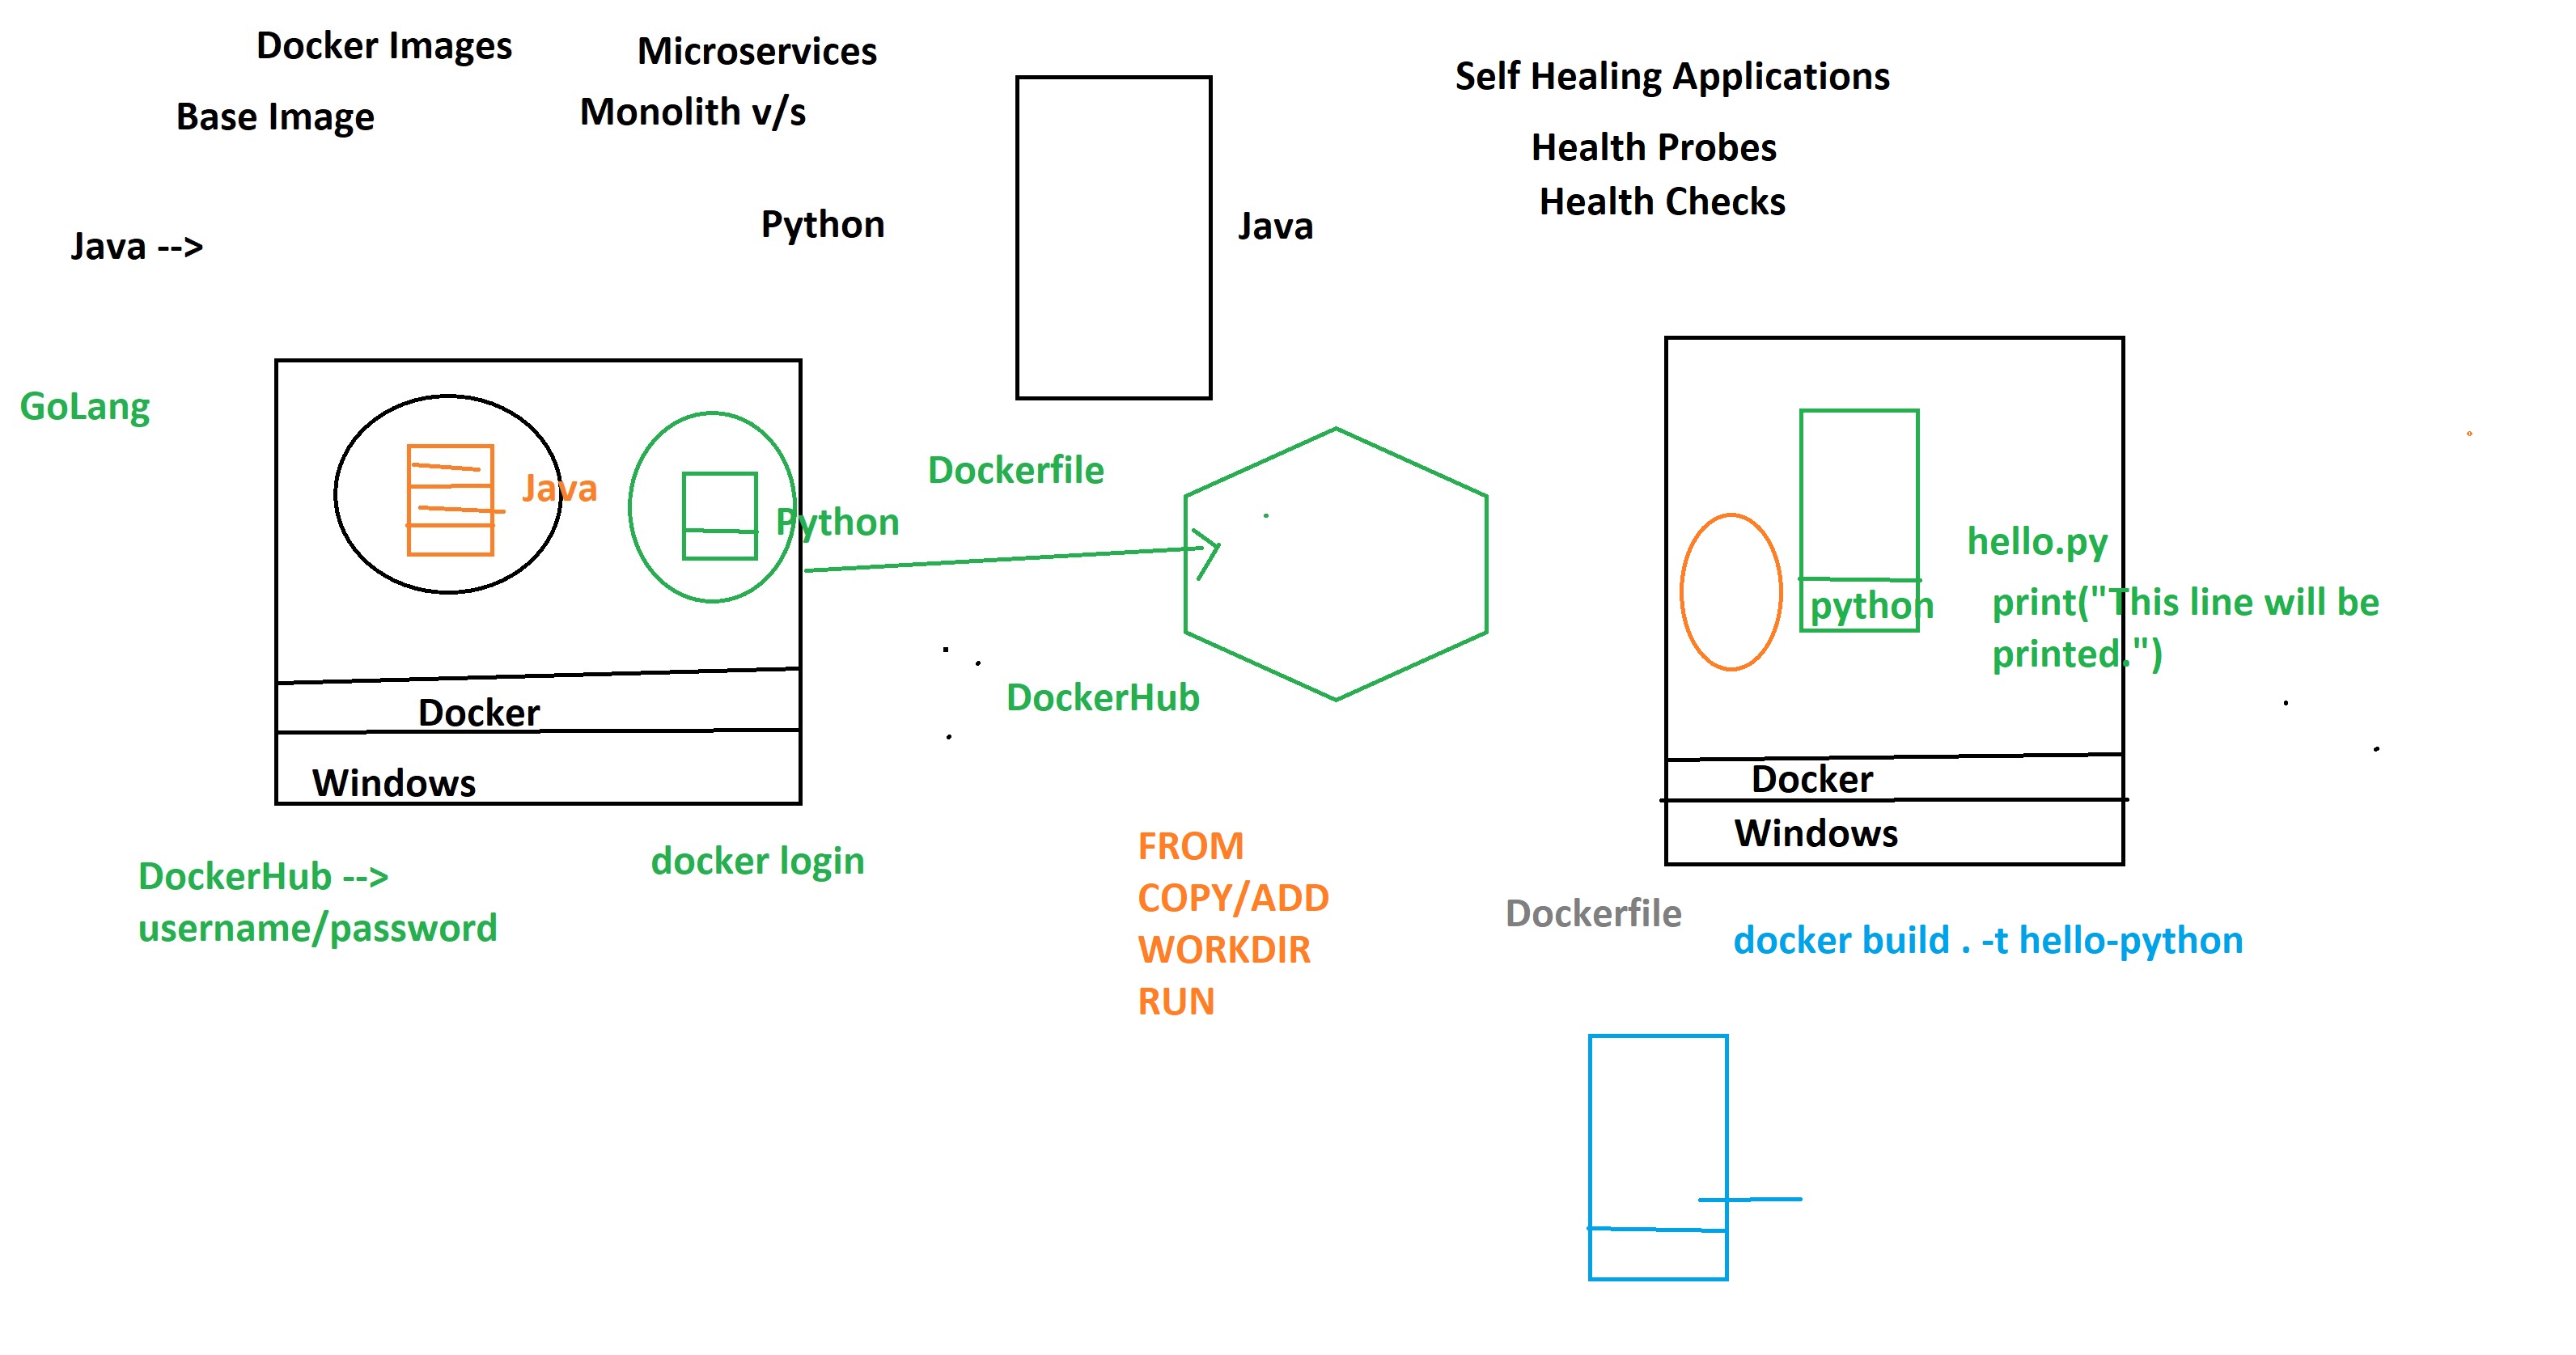 Docker Images
Microservices
Self Healing Applications
Base Image
Monolith v/s
Health Probes
Health Checks
Python
Java
Java -->
GoLang
Java
Python
Dockerfile
hello.py
print("This line will be
printed.")
python
DockerHub
Docker
Windows
Docker
Windows
DockerHub -->
username/password
docker login
FROM
COPY/ADD
WORKDIR
RUN
Dockerfile
docker build . -t hello-python